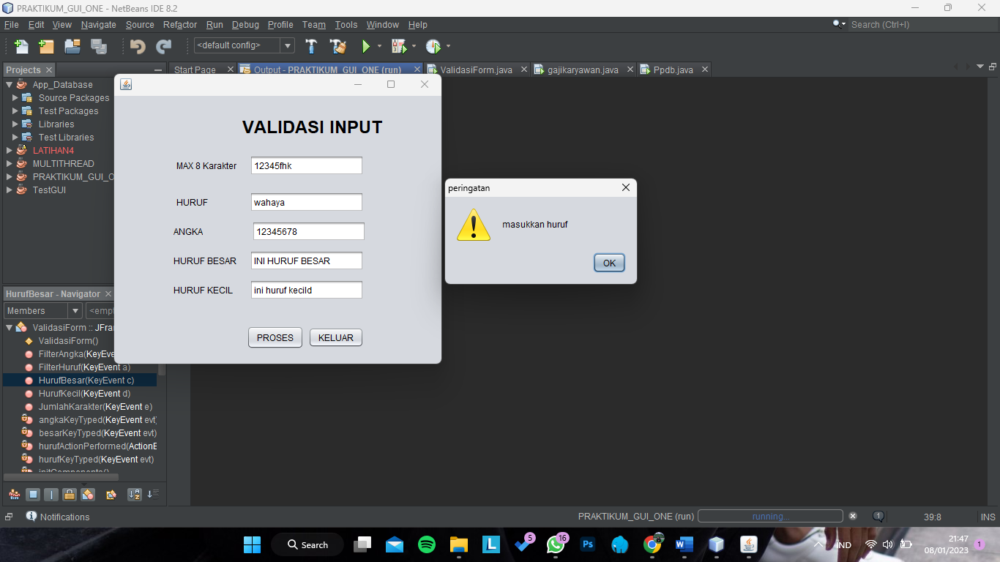 PRAKTIKUM_GUI_ONE - NetBeans IDE 8.2
File Edit View Navigate Source Refactor Run Debug Profile Team Tools Window Help
Search (Ctrl+I)
<default config>
Projects
Start Page
Output - PRAKTIKUM_GUI_ONE (run)
ValidasiForm.java
gajikaryawan.java
Ppdb.java
App_Database
Source Packages
Test Packages
Libraries
Test Libraries
LATIHAN4
MULTITHREAD
PRAKTIKUM_GUI_O
TestGUI
VALIDASI INPUT
MAX 8 Karakter 12345fhk
HURUF wahaya
ANGKA 12345678
HURUF BESAR INI HURUF BESAR
HURUF KECIL ini huruf kecild
PROSES KELUAR
peringatan
masukkan huruf
OK
HurufBesar - Navigator
Members <empt
ValidasiForm :: JFra
ValidasiForm()
FilterAngka(KeyEve
FilterHuruf(KeyEvent a)
HurufBesar(KeyEvent c)
HurufKecil(KeyEvent d)
JumlahKarakter(KeyEvent e)
angkaKeyTyped(KeyEvent evt)
besarKeyTyped(KeyEvent evt)
hurufActionPerformed(ActionE
hurufKeyTyped(KeyEvent evt)
initComponents()
Notifications
PRAKTIKUM_GUI_ONE (run) running... 1 39:8 INS
Search
5
16
Ps
IND
21:47
08/01/2023
1